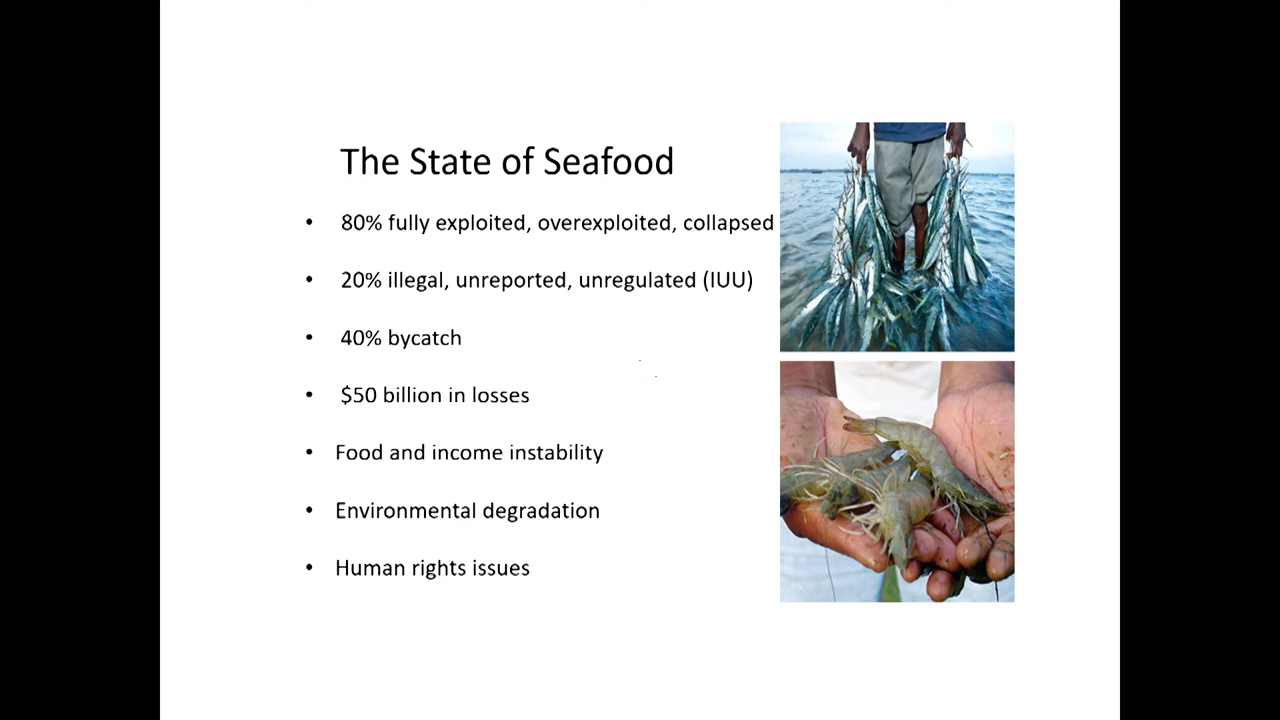 The State of Seafood
• 80% fully exploited, overexploited, collapsed
• 20% illegal, unreported, unregulated (IUU)
• 40% bycatch
• $50 billion in losses
• Food and income instability
• Environmental degradation
• Human rights issues